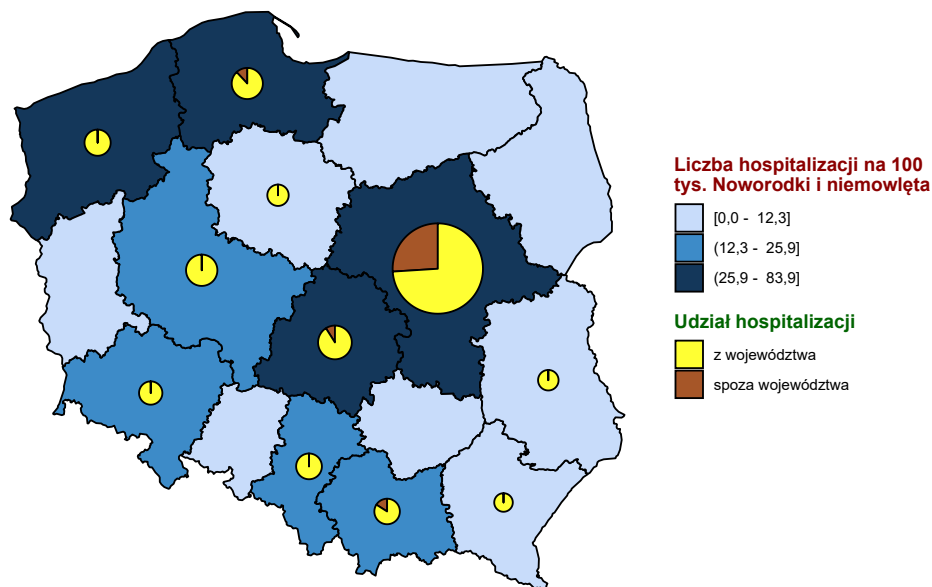 Liczba hospitalizacji na 100
tys. Noworodki i niemowlęta
[0,0 - 12,3]
(12,3 - 25,9]
(25,9 - 83,9]
Udział hospitalizacji
z województwa
spoza województwa